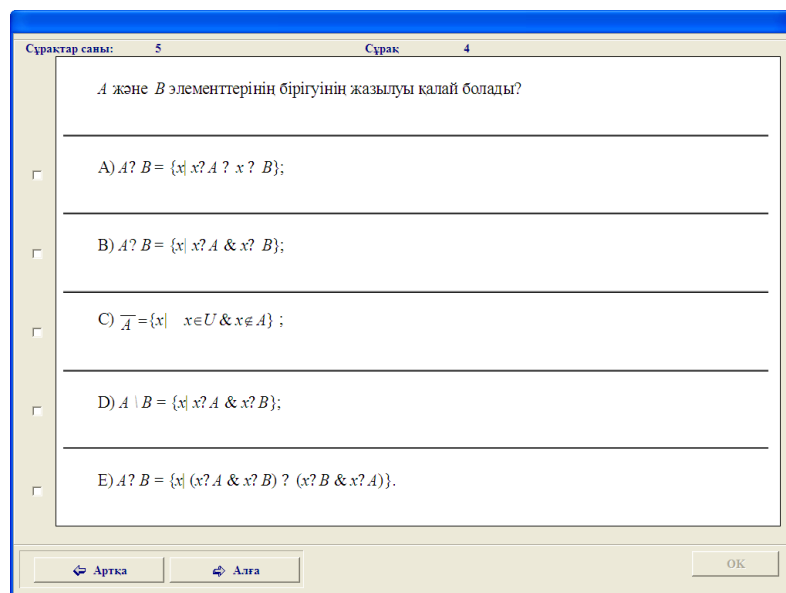 Сұрақтар саны: 5 Сұрақ 4
A және B элементтерінің бірігуінің жазылуы қалай болады?
A) A? B = {x| x? A ? x ? B};
B) A? B = {x| x? A & x? B};
C) A̅ ={x| x∈U & x∉A} ;
D) A \ B = {x| x? A & x? B};
E) A? B = {x| (x? A & x? B) ? (x? B & x? A)}.
Артқа Алға OK